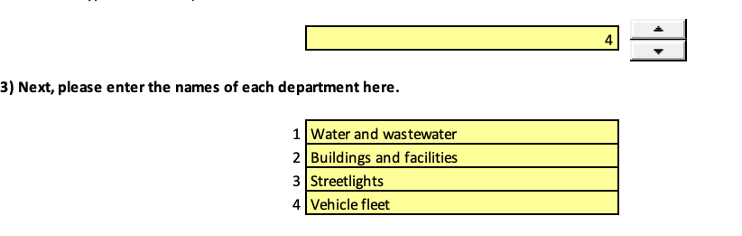 4
3) Next, please enter the names of each department here.
1 Water and wastewater
2 Buildings and facilities
3 Streetlights
4 Vehicle fleet